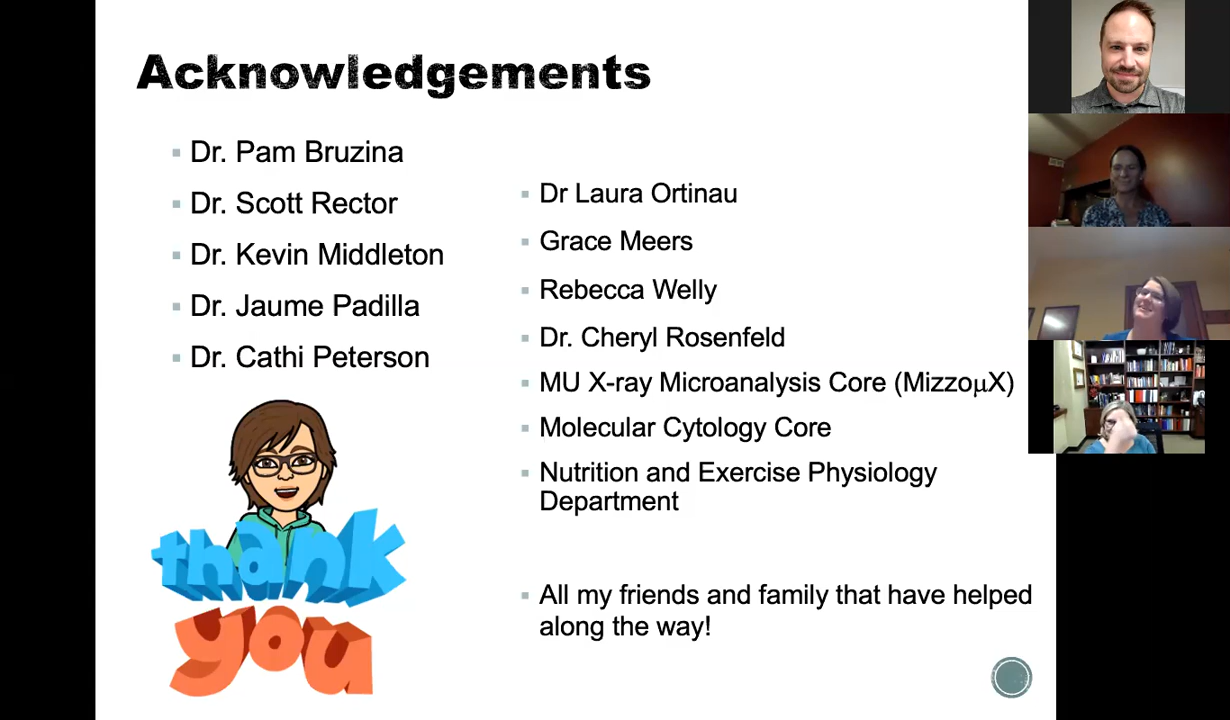 Acknowledgements
Dr. Pam Bruzina
Dr. Scott Rector
Dr. Kevin Middleton
Dr. Jaume Padilla
Dr. Cathi Peterson
Dr Laura Ortinau
Grace Meers
Rebecca Welly
Dr. Cheryl Rosenfeld
MU X-ray Microanalysis Core (MizzoμX)
Molecular Cytology Core
Nutrition and Exercise Physiology
Department
All my friends and family that have helped
along the way!
thank
you